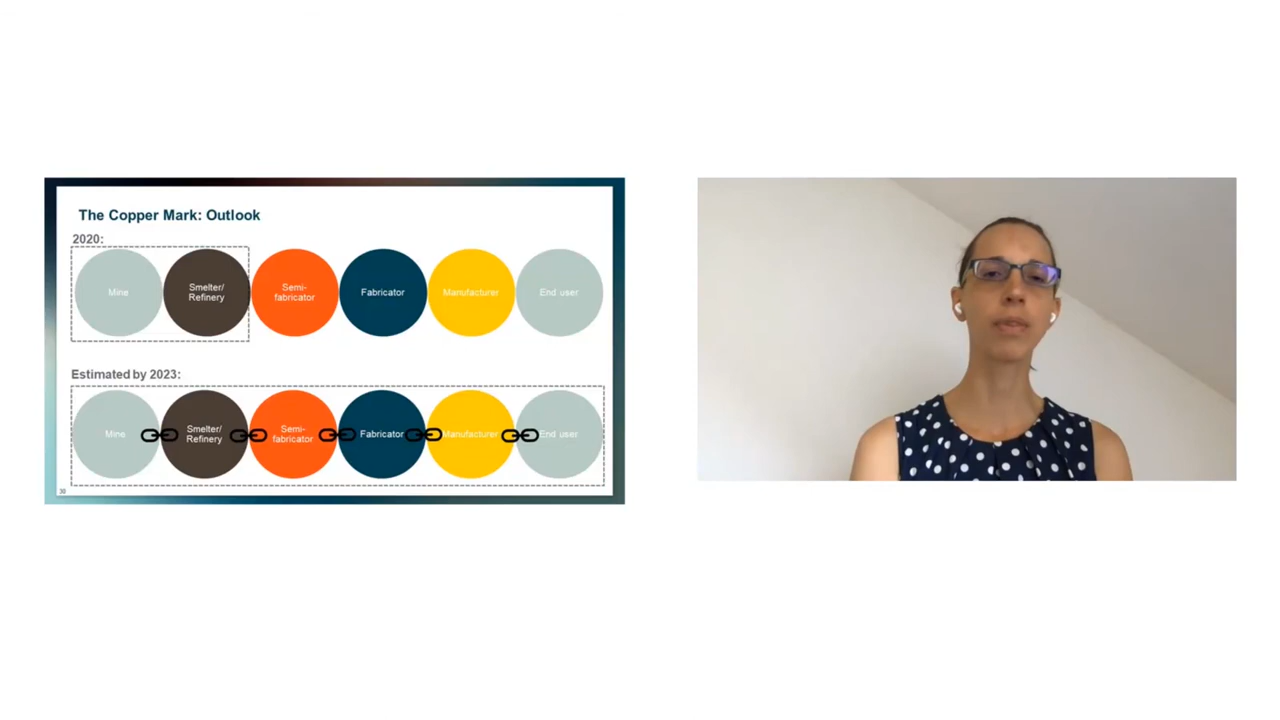 The Copper Mark: Outlook
2020:
Mine
Smelter/
Refinery
Semi-
fabricator
Fabricator
Manufacturer
End user
Estimated by 2023:
Mine
Smelter/
Refinery
Semi-
fabricator
Fabricator
Manufacturer
End user
30